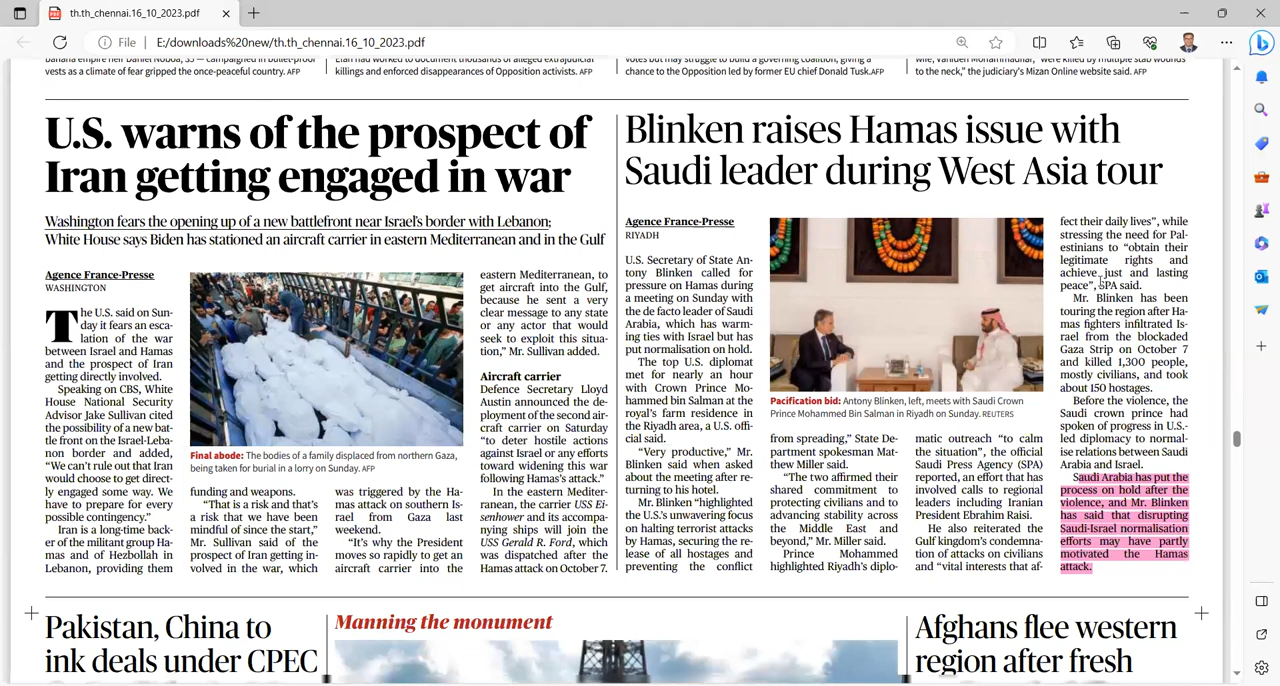 th.th_chennai.16_10_2023.pdf
File
E:/downloads%20new/th.th_chennai.16_10_2023.pdf
vests as a climate of fear gripped the once-peaceful country. AFP
killings and enforced disappearances of Opposition activists. AFP
chance to the Opposition led by former EU chief Donald Tusk.AFP
to the neck,” the judiciary’s Mizan Online website said. AFP
U.S. warns of the prospect of
Iran getting engaged in war
Washington fears the opening up of a new battlefront near Israel’s border with Lebanon;
White House says Biden has stationed an aircraft carrier in eastern Mediterranean and in the Gulf
Agence France-Presse
WASHINGTON
The U.S. said on Sun-
day it fears an esca-
lation of the war
between Israel and Hamas
and the prospect of Iran
getting directly involved.
Speaking on CBS, White
House National Security
Advisor Jake Sullivan cited
the possibility of a new bat-
tle front on the Israel-Leba-
non border and added,
“We can’t rule out that Iran
would choose to get direct-
ly engaged some way. We
have to prepare for every
possible contingency.”
Iran is a long-time back-
er of the militant group Ha-
mas and of Hezbollah in
Lebanon, providing them
Final abode: The bodies of a family displaced from northern Gaza,
being taken for burial in a lorry on Sunday. AFP
funding and weapons.
“That is a risk and that’s
a risk that we have been
mindful of since the start,”
Mr. Sullivan said of the
prospect of Iran getting in-
volved in the war, which
was triggered by the Ha-
mas attack on southern Is-
rael from Gaza last
weekend.
“It’s why the President
moves so rapidly to get an
aircraft carrier into the
eastern Mediterranean, to
get aircraft into the Gulf,
because he sent a very
clear message to any state
or any actor that would
seek to exploit this situa-
tion,” Mr. Sullivan added.
Aircraft carrier
Defence Secretary Lloyd
Austin announced the de-
ployment of the second air-
craft carrier on Saturday
“to deter hostile actions
against Israel or any efforts
toward widening this war
following Hamas’s attack.”
In the eastern Mediter-
ranean, the carrier USS Ei-
senhower and its accompa-
nying ships will join the
USS Gerald R. Ford, which
was dispatched after the
Hamas attack on October 7.
Blinken raises Hamas issue with
Saudi leader during West Asia tour
Agence France-Presse
RIYADH
U.S. Secretary of State An-
tony Blinken called for
pressure on Hamas during
a meeting on Sunday with
the de facto leader of Saudi
Arabia, which has warm-
ing ties with Israel but has
put normalisation on hold.
The top U.S. diplomat
met for nearly an hour
with Crown Prince Mo-
hammed bin Salman at the
royal’s farm residence in
the Riyadh area, a U.S. offi-
cial said.
“Very productive,” Mr.
Blinken said when asked
about the meeting after re-
turning to his hotel.
Mr. Blinken “highlighted
the U.S.’s unwavering focus
on halting terrorist attacks
by Hamas, securing the re-
lease of all hostages and
preventing the conflict
Pacification bid: Antony Blinken, left, meets with Saudi Crown
Prince Mohammed Bin Salman in Riyadh on Sunday. REUTERS
from spreading,” State De-
partment spokesman Mat-
thew Miller said.
“The two affirmed their
shared commitment to
protecting civilians and to
advancing stability across
the Middle East and
beyond,” Mr. Miller said.
Prince Mohammed
highlighted Riyadh’s diplo-
matic outreach “to calm
the situation”, the official
Saudi Press Agency (SPA)
reported, an effort that has
involved calls to regional
leaders including Iranian
President Ebrahim Raisi.
He also reiterated the
Gulf kingdom’s condemna-
tion of attacks on civilians
and “vital interests that af-
fect their daily lives”, while
stressing the need for Pal-
estinians to “obtain their
legitimate rights and
achieve just and lasting
peace”, SPA said.
Mr. Blinken has been
touring the region after Ha-
mas fighters infiltrated Is-
rael from the blockaded
Gaza Strip on October 7
and killed 1,300 people,
mostly civilians, and took
about 150 hostages.
Before the violence, the
Saudi crown prince had
spoken of progress in U.S.-
led diplomacy to normal-
ise relations between Saudi
Arabia and Israel.
Saudi Arabia has put the
process on hold after the
violence, and Mr. Blinken
has said that disrupting
Saudi-Israel normalisation
efforts may have partly
motivated the Hamas
attack.
Pakistan, China to
ink deals under CPEC
Manning the monument
Afghans flee western
region after fresh